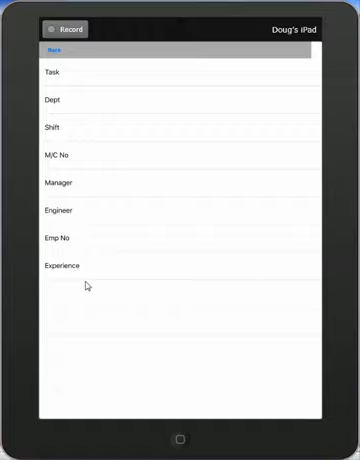 Record
Doug's iPad
Back
Task
Dept
Shift
M/C No
Manager
Engineer
Emp No
Experience